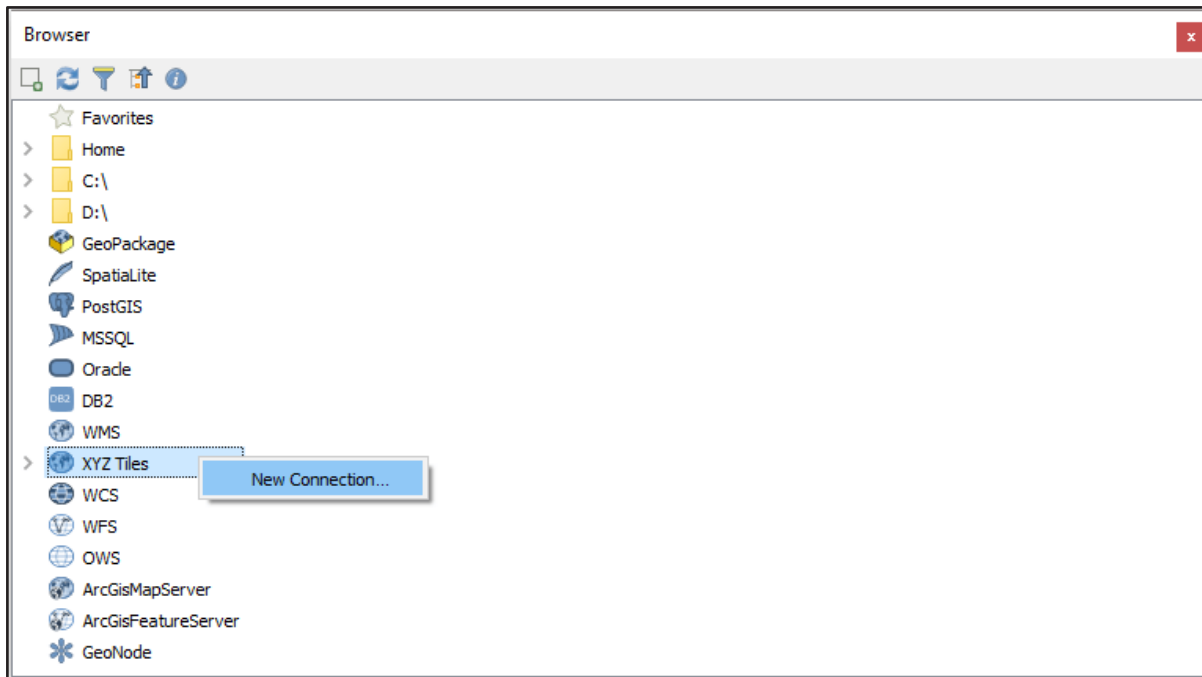 Browser
x
Favorites
Home
C:\
D:\
GeoPackage
SpatiaLite
PostGIS
MSSQL
Oracle
DB2 DB2
WMS
XYZ Tiles
New Connection...
WCS
WFS
OWS
ArcGisMapServer
ArcGisFeatureServer
GeoNode